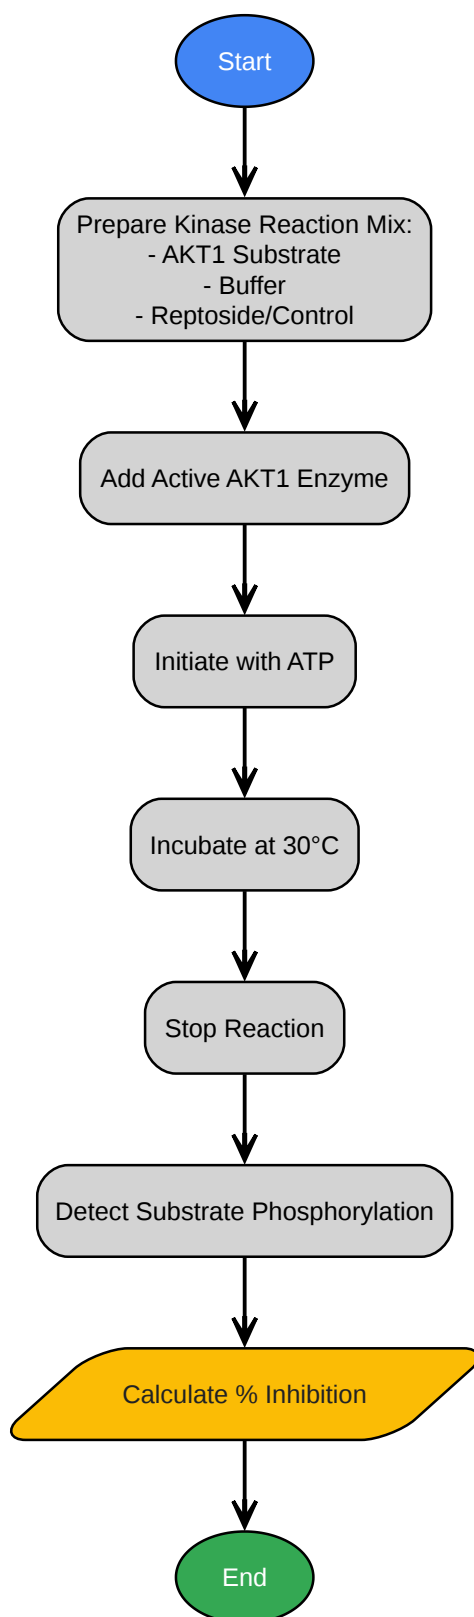 Start
Prepare Kinase Reaction Mix:
- AKT1 Substrate
- Buffer
- Reptoside/Control
Add Active AKT1 Enzyme
Initiate with ATP
Incubate at 30°C
Stop Reaction
Detect Substrate Phosphorylation
Calculate % Inhibition
End